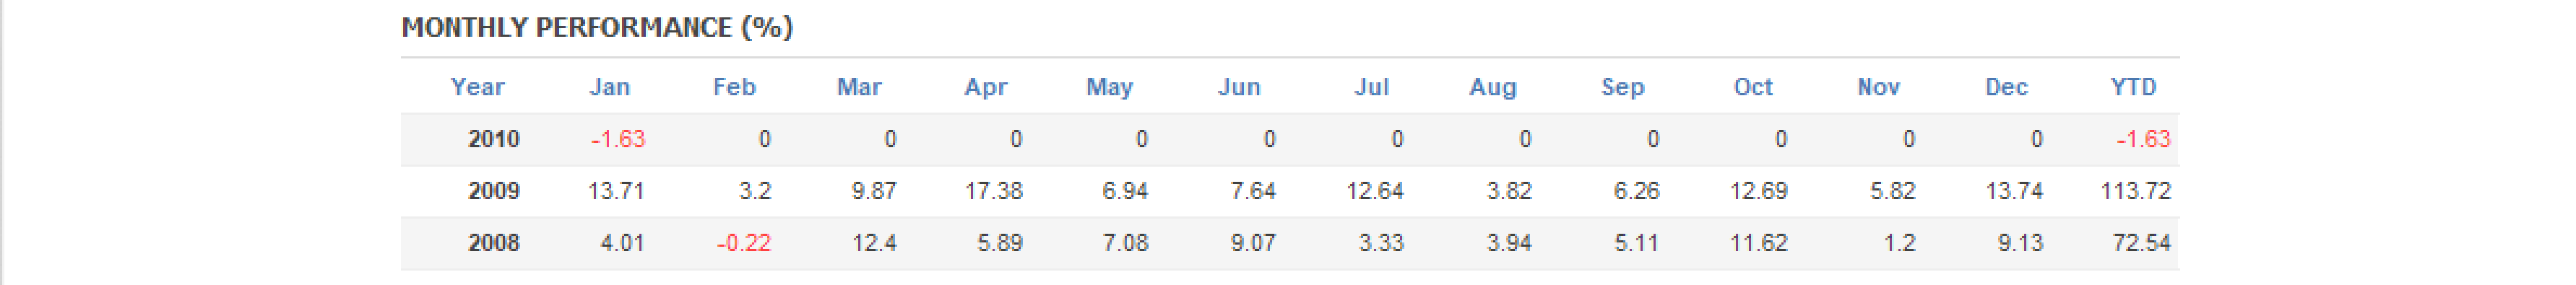 MONTHLY PERFORMANCE (%)
Year Jan Feb Mar Apr May Jun Jul Aug Sep Oct Nov Dec YTD
2010 -1.63 0 0 0 0 0 0 0 0 0 0 0 -1.63
2009 13.71 3.2 9.87 17.38 6.94 7.64 12.64 3.82 6.26 12.69 5.82 13.74 113.72
2008 4.01 -0.22 12.4 5.89 7.08 9.07 3.33 3.94 5.11 11.62 1.2 9.13 72.54